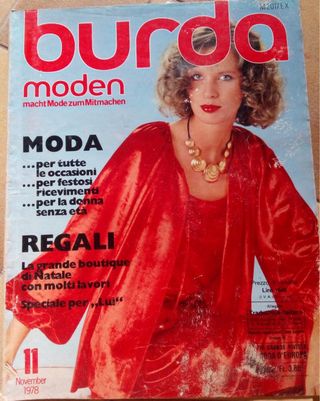 M2017EX
burda
moden
macht Mode zum Mitmachen
MODA
...per tutte
le occasioni
...per festosi
ricevimenti
...per la donna
senza età
REGALI
La grande boutique
di Natale
con molti lavori
Speciale per „Lui"
11
November
1978